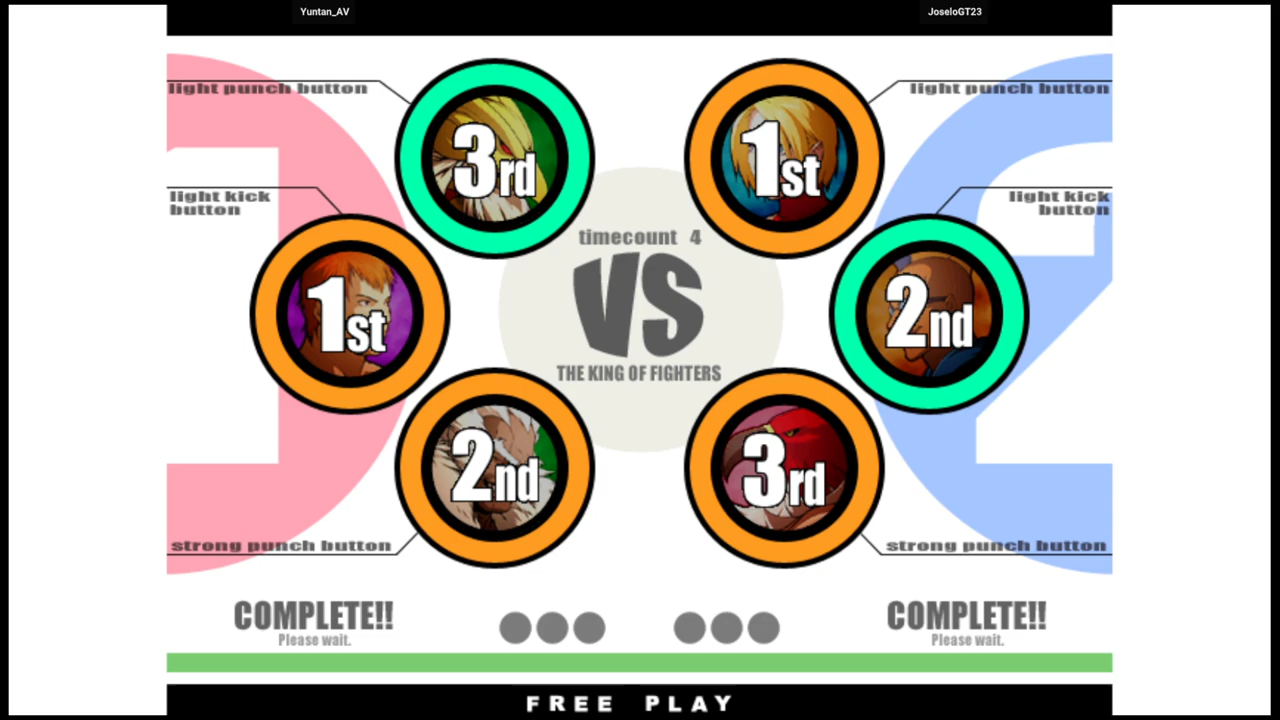 Yuntan_AV
JoseloGT23
light punch button
light punch button
3rd
1st
light kick
button
light kick
button
timecount 4
VS
THE KING OF FIGHTERS
1st
2nd
2nd
3rd
strong punch button
strong punch button
COMPLETE!!
Please wait.
COMPLETE!!
Please wait.
FREE PLAY